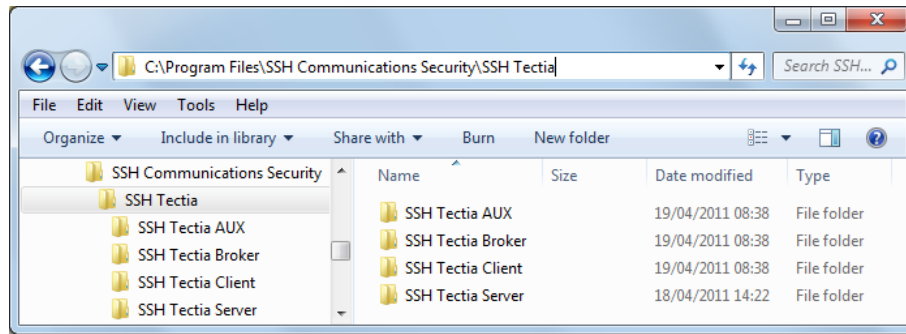 C:\Program Files\SSH Communications Security\SSH Tectia
Search SSH...
File Edit View Tools Help
Organize Include in library Share with Burn New folder
SSH Communications Security
SSH Tectia
SSH Tectia AUX
SSH Tectia Broker
SSH Tectia Client
SSH Tectia Server
Name Size Date modified Type
SSH Tectia AUX 19/04/2011 08:38 File folder
SSH Tectia Broker 19/04/2011 08:38 File folder
SSH Tectia Client 19/04/2011 08:38 File folder
SSH Tectia Server 18/04/2011 14:22 File folder